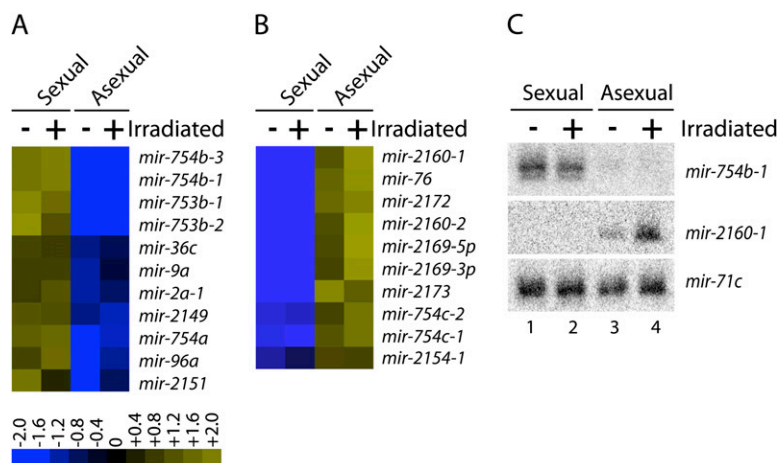 A
Sexual
Asexual
- + - + Irradiated
mir-754b-3
mir-754b-1
mir-753b-1
mir-753b-2
mir-36c
mir-9a
mir-2a-1
mir-2149
mir-754a
mir-96a
mir-2151
-2.0
-1.6
-1.2
-0.8
-0.4
0
+0.4
+0.8
+1.2
+1.6
+2.0
B
Sexual
Asexual
- + - + Irradiated
mir-2160-1
mir-76
mir-2172
mir-2160-2
mir-2169-5p
mir-2169-3p
mir-2173
mir-754c-2
mir-754c-1
mir-2154-1
C
Sexual Asexual
- + - + Irradiated
mir-754b-1
mir-2160-1
mir-71c
1 2 3 4